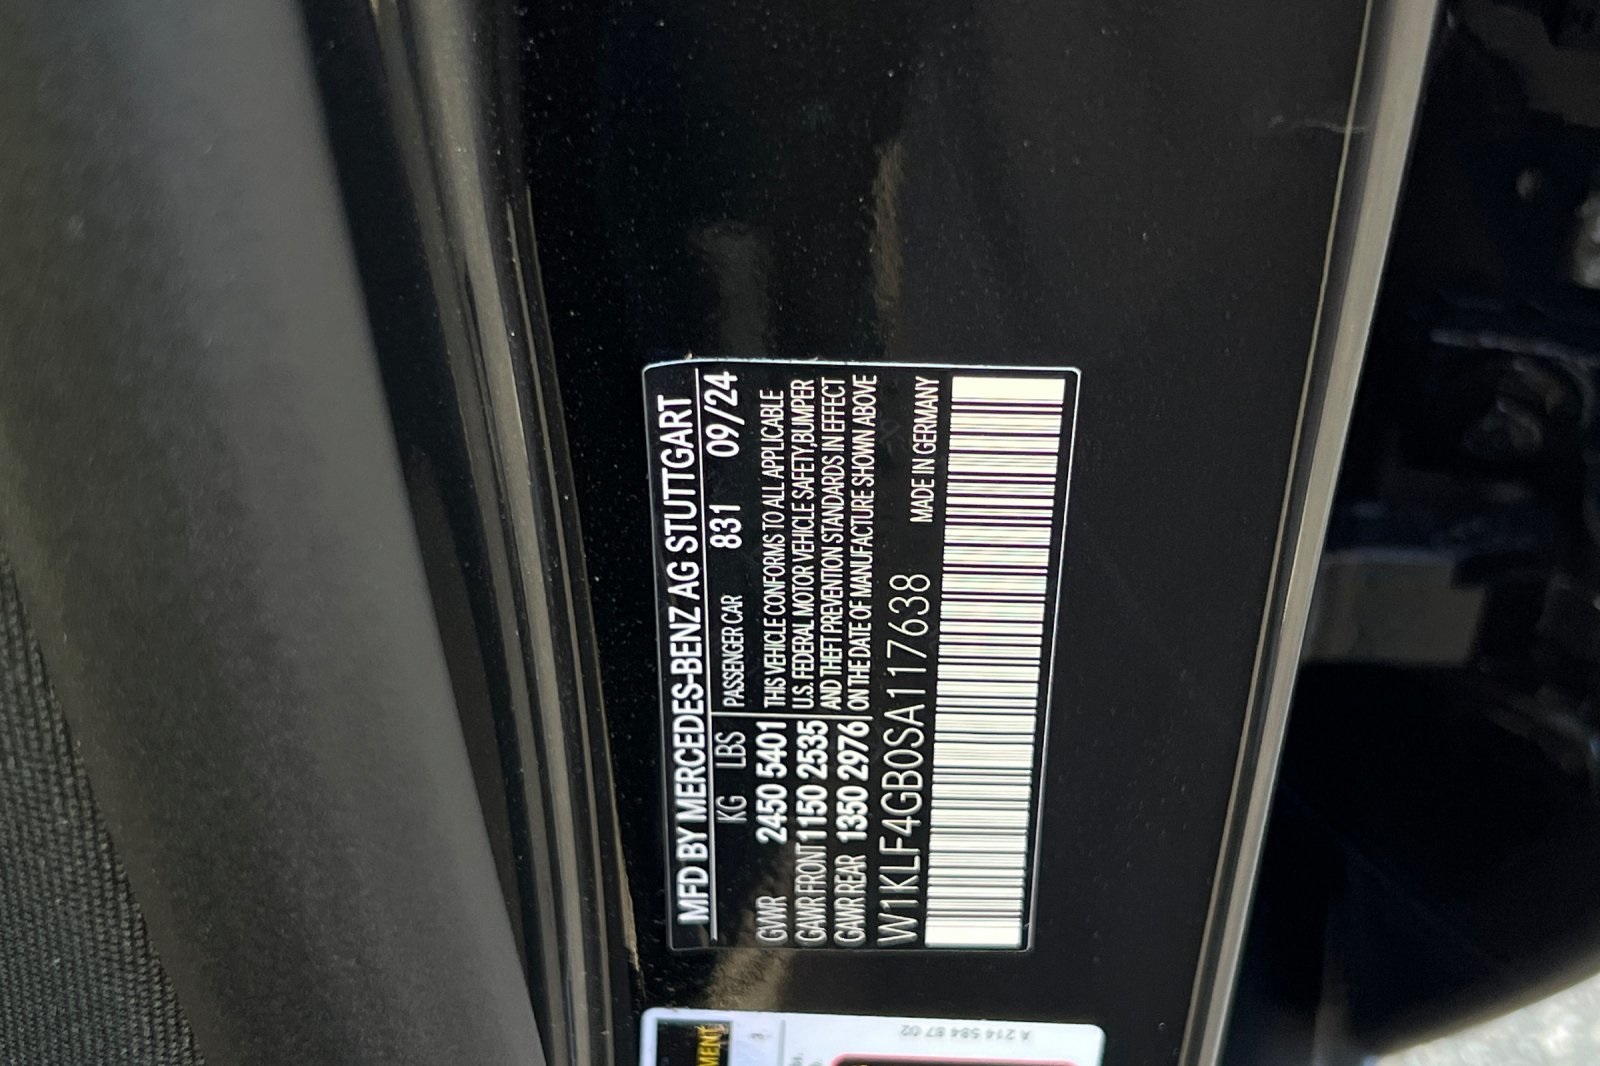 MFD BY MERCEDES-BENZ AG STUTTGART
KG LBS PASSENGER CAR 831 09/24
GWR 2450 5401 THIS VEHICLE CONFORMS TO ALL APPLICABLE
GAWR FRONT 1150 2535 U.S. FEDERAL MOTOR VEHICLE SAFETY,BUMPER
GAWR REAR 1350 2976 AND THEFT PREVENTION STANDARDS IN EFFECT
ON THE DATE OF MANUFACTURE SHOWN ABOVE
W1KLF4GB0SA117638 MADE IN GERMANY
A 214 584 87 02